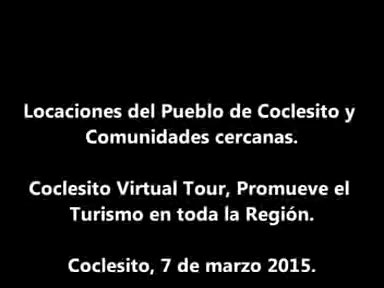 Locaciones del Pueblo de Coclesito y
Comunidades cercanas.
Coclesito Virtual Tour, Promueve el
Turismo en toda la Región.
Coclesito, 7 de marzo 2015.